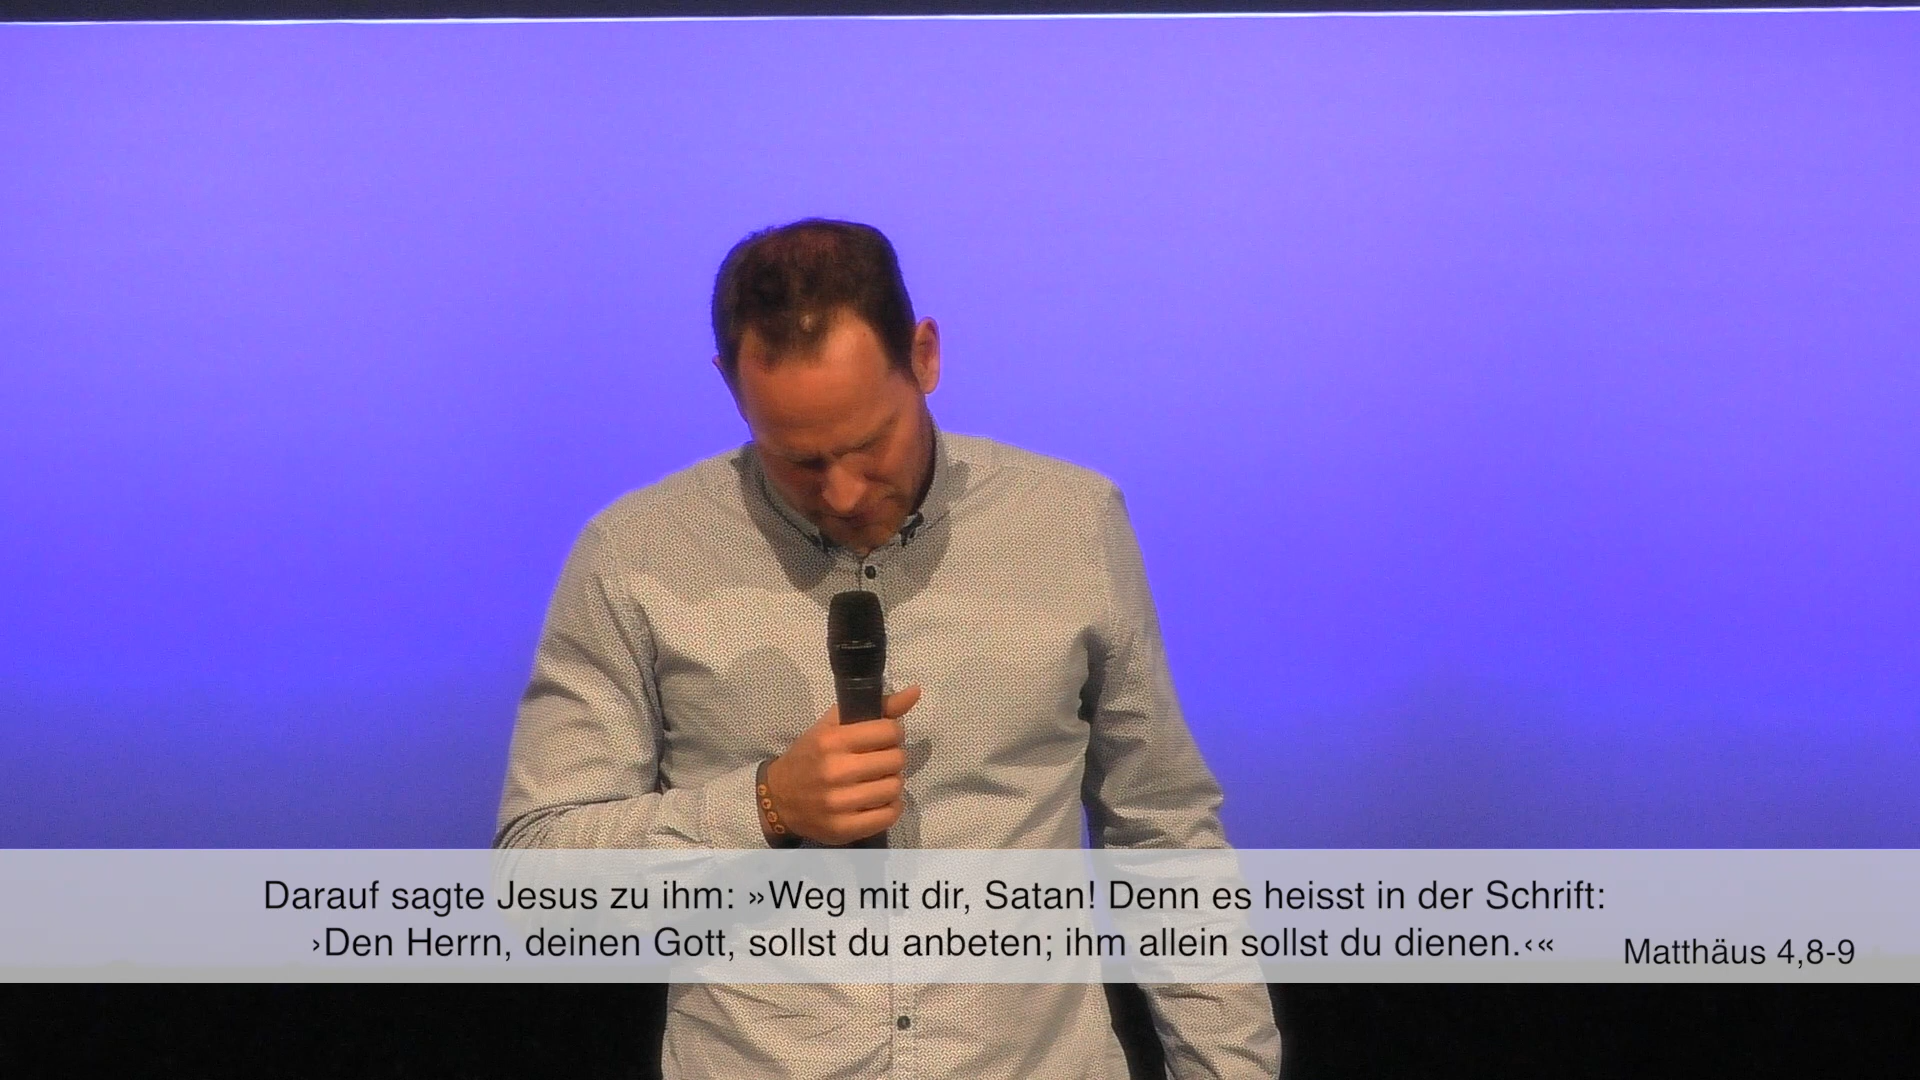 Darauf sagte Jesus zu ihm: »Weg mit dir, Satan! Denn es heisst in der Schrift:
›Den Herrn, deinen Gott, sollst du anbeten; ihm allein sollst du dienen.‹«
Matthäus 4,8-9